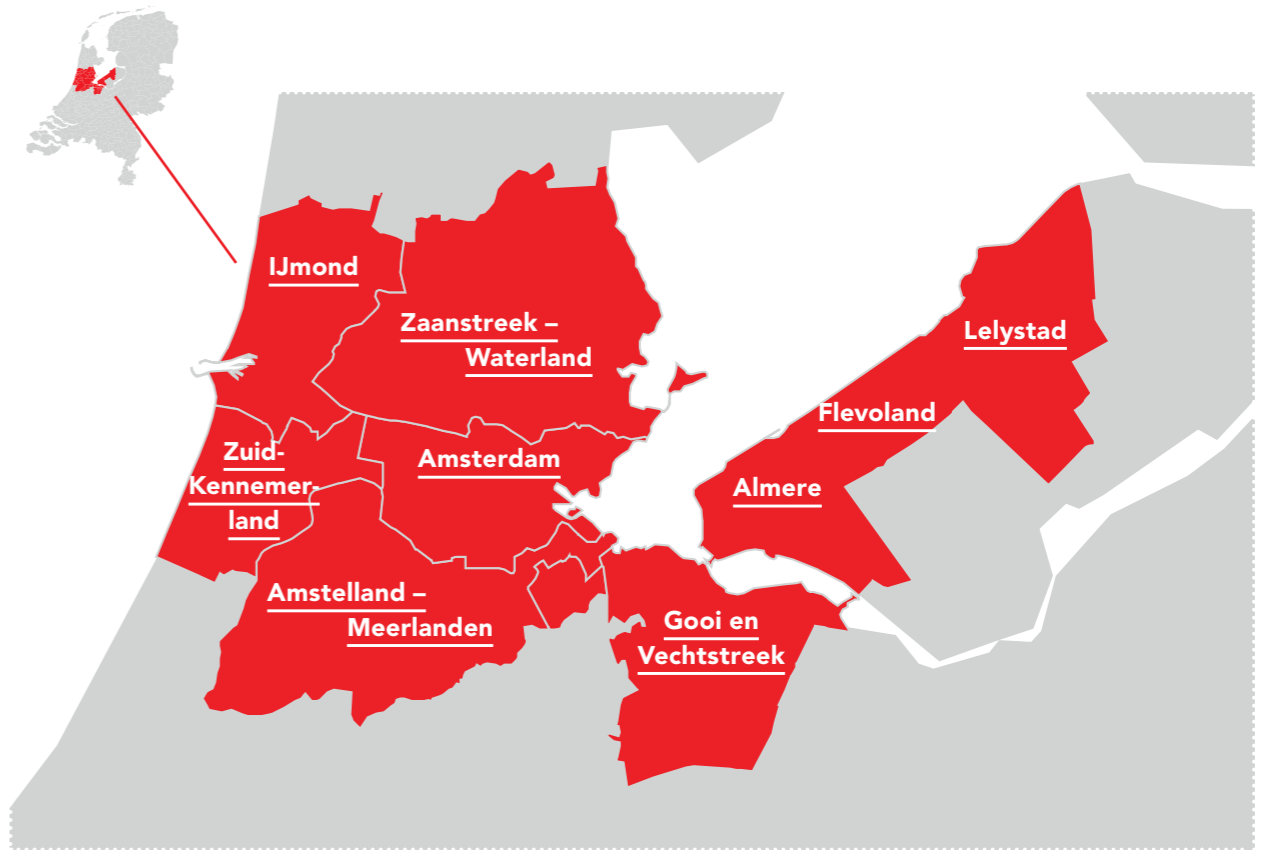 IJmond
Zaanstreek –
Waterland
Lelystad
Flevoland
Zuid-
Kennemer-
land
Amsterdam
Almere
Amstelland –
Meerlanden
Gooi en
Vechtstreek